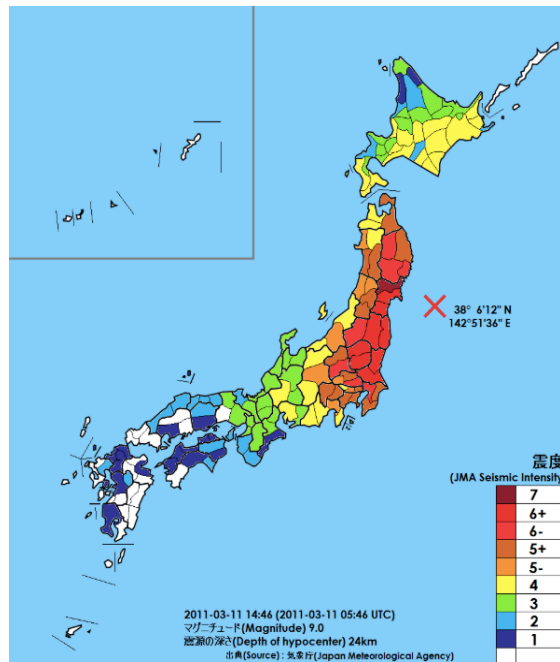 38° 6'12" N
142°51'36" E
震度
(JMA Seismic Intensity
7
6+
6-
5+
5-
4
3
2
1
2011-03-11 14:46 (2011-03-11 05:46 UTC)
マグニチュード(Magnitude) 9.0
震源の深さ(Depth of hypocenter) 24km
出典(Source) : 気象庁(Japan Meteorological Agency)